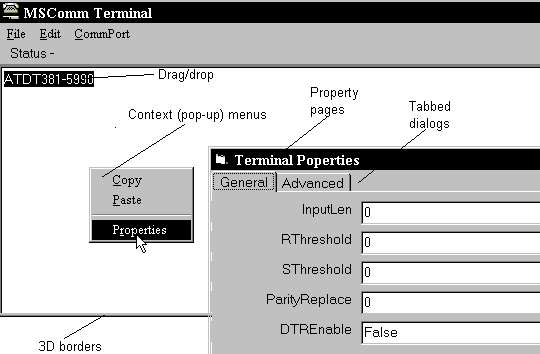 MSComm Terminal
File Edit CommPort
Status -
ATDT381-5990
Drag/drop
Context (pop-up) menus
Property pages
Tabbed dialogs
Copy
Paste
Properties
Terminal Poperties
General Advanced
InputLen 0
RThreshold 0
SThreshold 0
ParityReplace 0
DTREnable False
3D borders